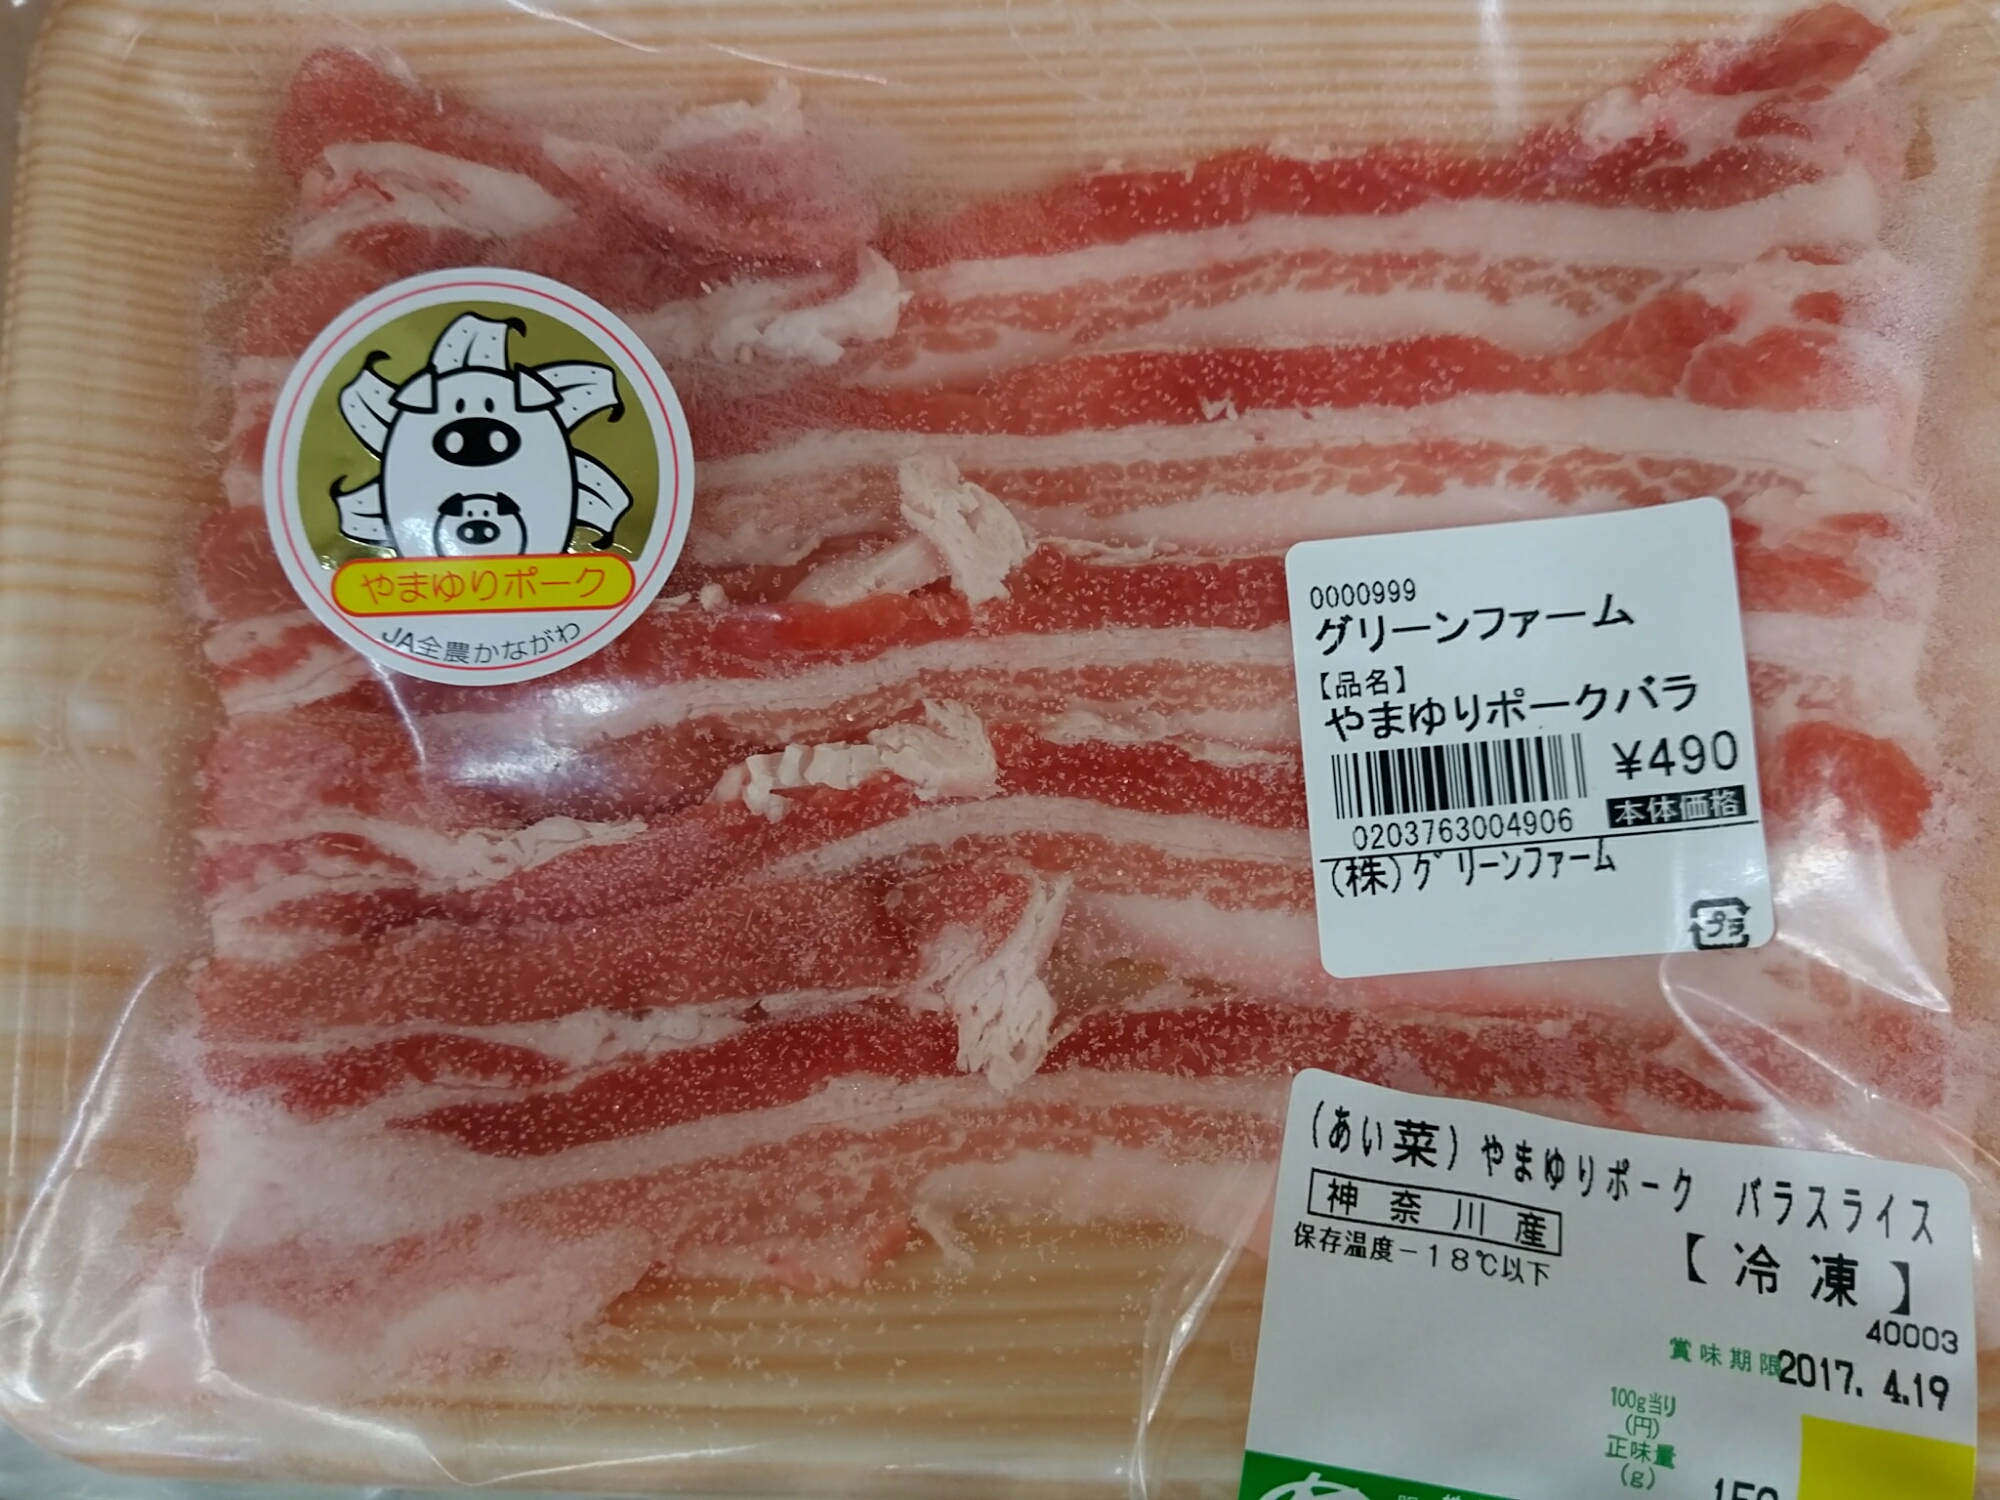 やまゆりポーク
JA全農かながわ
0000999
グリーンファーム
【品名】
やまゆりポークバラ
¥490
本体価格
0203763004906
(株)グリーンファーム
プラ
(あい菜)やまゆりポーク バラスライス
神奈川産
【冷凍】
保存温度-18℃以下
40003
賞味期限2017. 4.19
100g当り
(円)
正味量
(g)